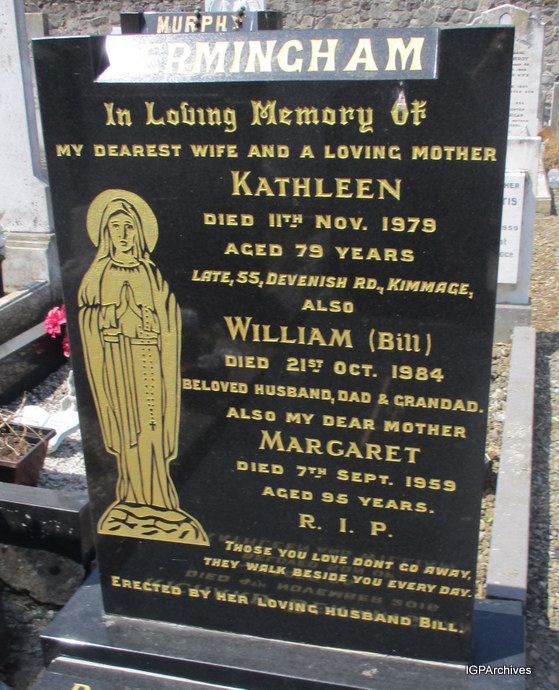 MURPHY
BERMINGHAM
In Loving Memory Of
MY DEAREST WIFE AND A LOVING MOTHER
KATHLEEN
DIED 11TH NOV. 1979
AGED 79 YEARS
LATE, 55, DEVENISH RD., KIMMAGE,
ALSO
WILLIAM (Bill)
DIED 21ST OCT. 1984
BELOVED HUSBAND, DAD & GRANDAD.
ALSO MY DEAR MOTHER
MARGARET
DIED 7TH SEPT. 1959
AGED 95 YEARS.
R. I. P.
THOSE YOU LOVE DONT GO AWAY,
THEY WALK BESIDE YOU EVERY DAY.
ERECTED BY HER LOVING HUSBAND BILL.
IGPArchives